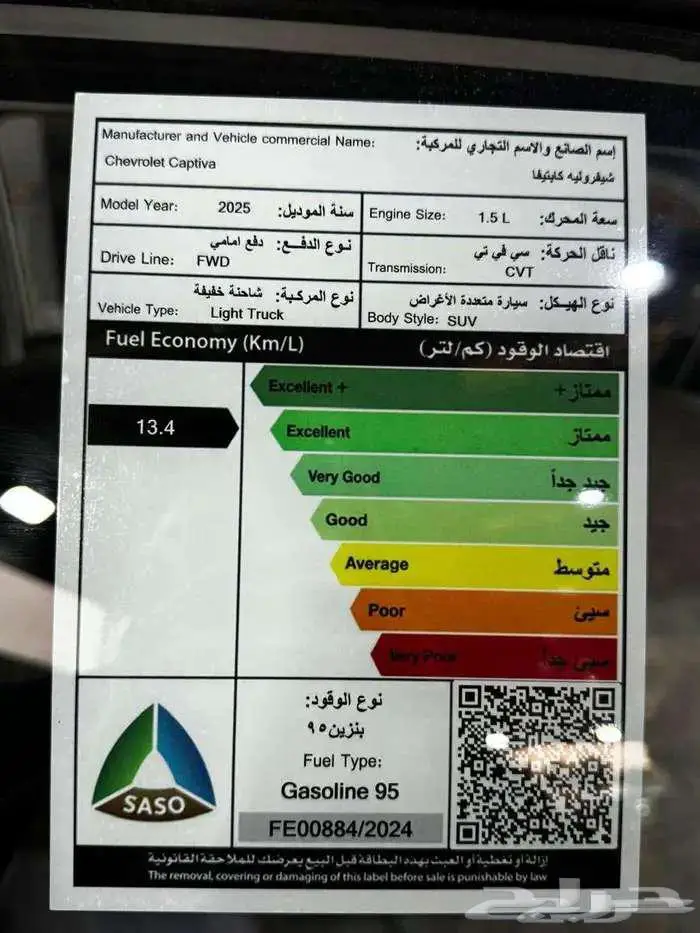 Manufacturer and Vehicle commercial Name: إسم الصانع والاسم التجاري للمركبة:
Chevrolet Captiva شيفروليه كابتيفا
Model Year: 2025 سنة الموديل:
Engine Size: 1.5 L سعة المحرك:
نوع الدفع: دفع امامي
Drive Line: FWD
ناقل الحركة: سي في تي
Transmission: CVT
نوع المركبة: شاحنة خفيفة
Vehicle Type: Light Truck
نوع الهيكل: سيارة متعددة الأغراض
Body Style: SUV
Fuel Economy (Km/L) اقتصاد الوقود (كم/لتر)
13.4
Excellent + ممتاز+
Excellent ممتاز
Very Good جيد جداً
Good جيد
Average متوسط
Poor سيئ
Very Poor سيئ جداً
SASO
نوع الوقود:
بنزين ٩٥
Fuel Type:
Gasoline 95
FE00884/2024
إزالة أو تغطية أو العبث بهذه البطاقة قبل البيع يعرضك للملاحقة القانونية
The removal, covering or damaging of this label before sale is punishable by law
حراج